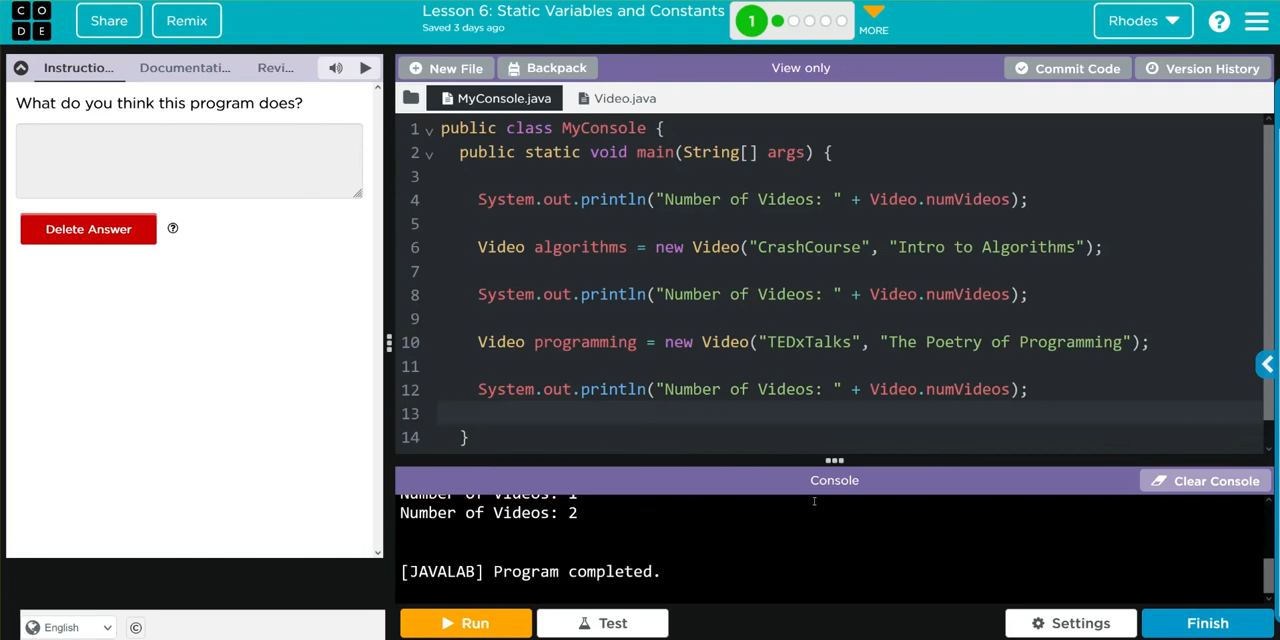 C O D E
Share
Remix
Lesson 6: Static Variables and Constants
Saved 3 days ago
1
MORE
Rhodes
?
Instructio...
Documentati...
Revi...
What do you think this program does?
Delete Answer
?
English
©
New File
Backpack
View only
Commit Code
Version History
MyConsole.java
Video.java
1 public class MyConsole {
2 public static void main(String[] args) {
3
4 System.out.println("Number of Videos: " + Video.numVideos);
5
6 Video algorithms = new Video("CrashCourse", "Intro to Algorithms");
7
8 System.out.println("Number of Videos: " + Video.numVideos);
9
10 Video programming = new Video("TEDxTalks", "The Poetry of Programming");
11
12 System.out.println("Number of Videos: " + Video.numVideos);
13
14 }
Console
Clear Console
Number of Videos: 1
Number of Videos: 2
[JAVALAB] Program completed.
Run
Test
Settings
Finish